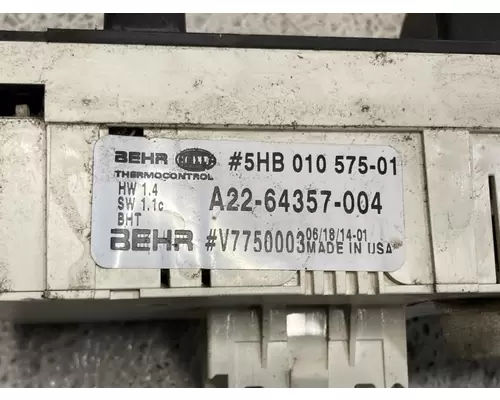 BEHR HELLA #5HB 010 575-01
THERMOCONTROL
HW 1.4
SW 1.1c A22-64357-004
BHT
BEHR #V7750003 06/18/14-01
MADE IN USA